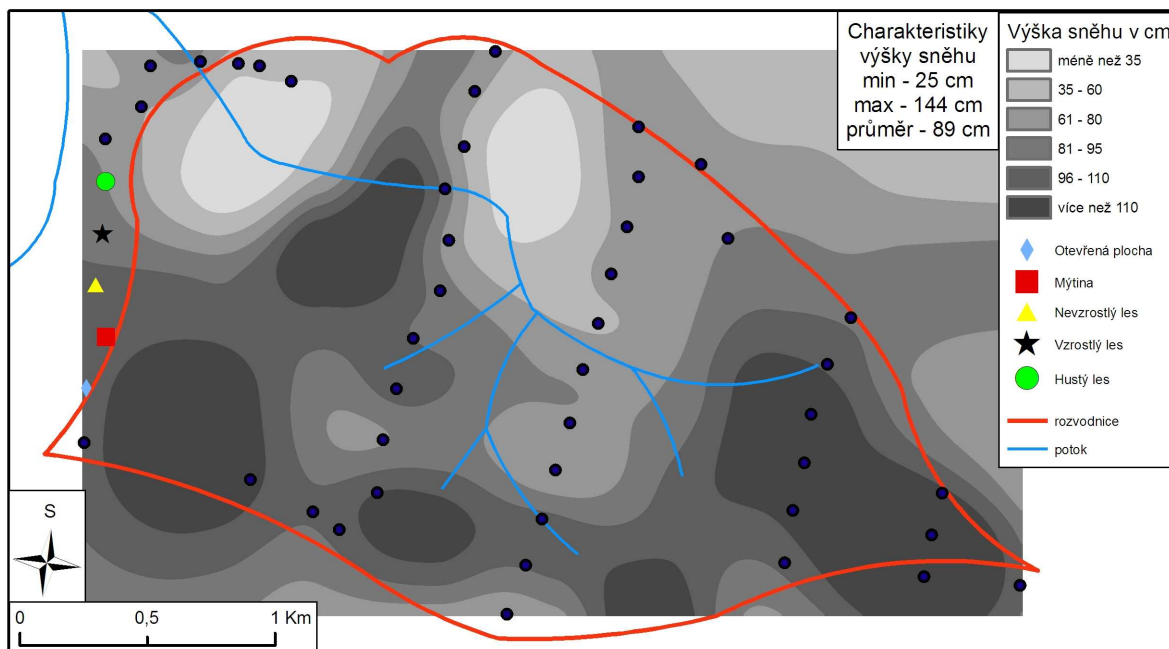 Charakteristiky
výšky sněhu
min - 25 cm
max - 144 cm
průměr - 89 cm
Výška sněhu v cm
méně než 35
35 - 60
61 - 80
81 - 95
96 - 110
více než 110
Otevřená plocha
Mýtina
Nevzrostlý les
Vzrostlý les
Hustý les
rozvodnice
potok
S
0 0,5 1 Km